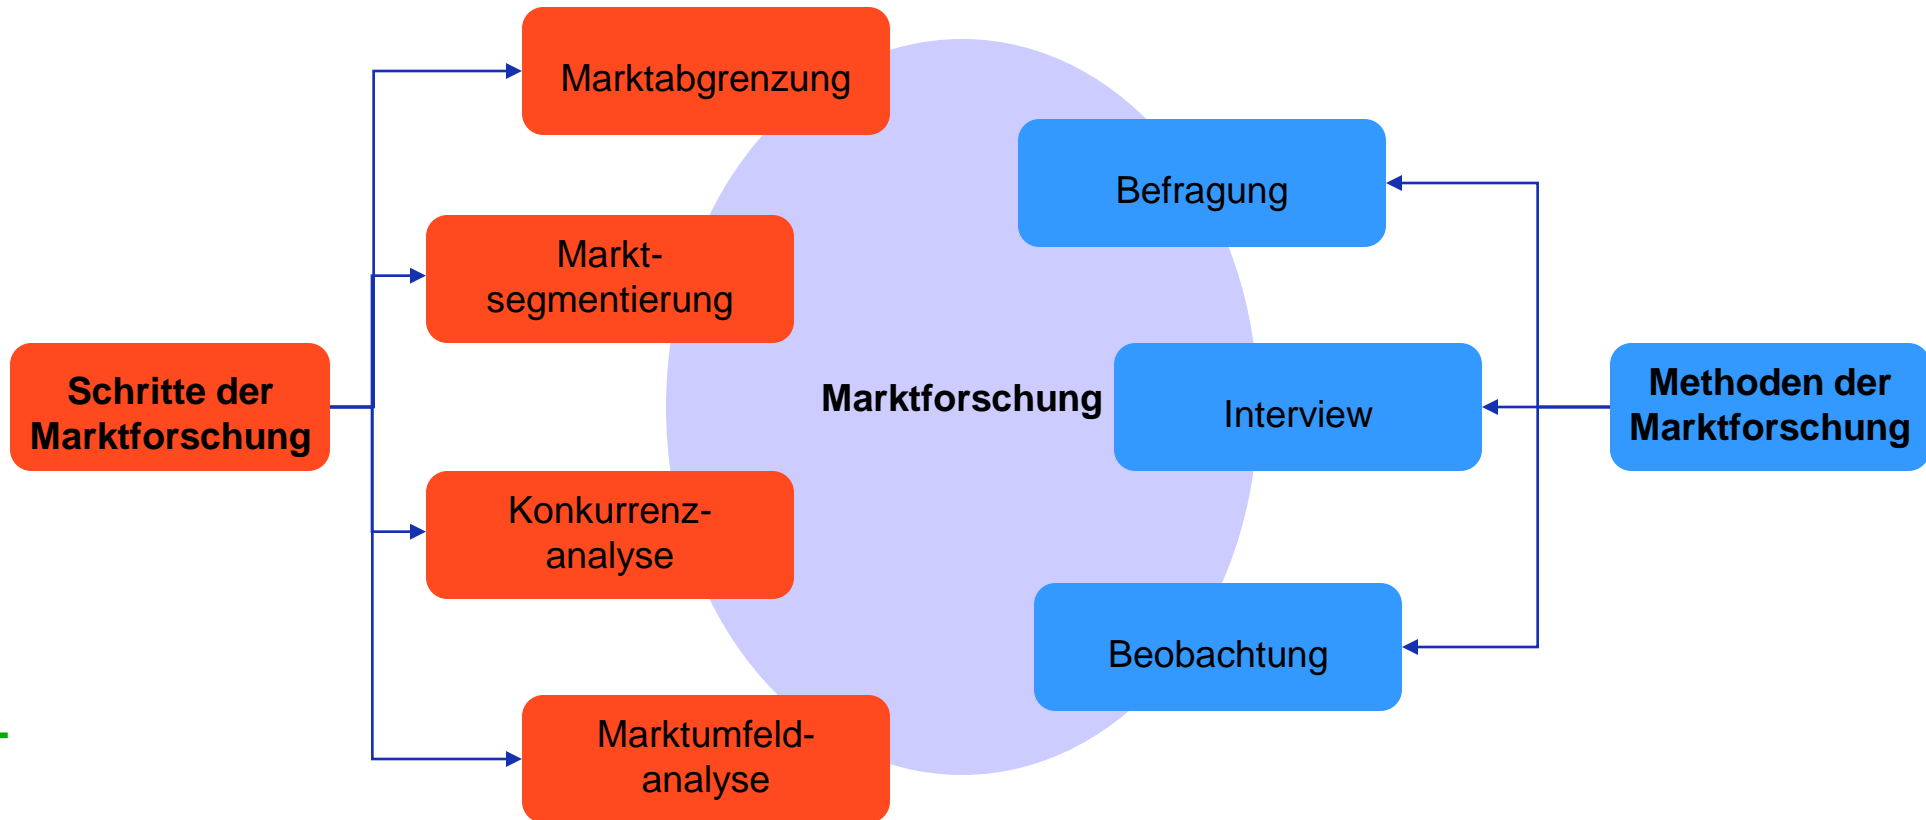 Marktabgrenzung
Markt-
segmentierung
Schritte der
Marktforschung
Konkurrenz-
analyse
Marktumfeld-
analyse
Marktforschung
Befragung
Interview
Beobachtung
Methoden der
Marktforschung